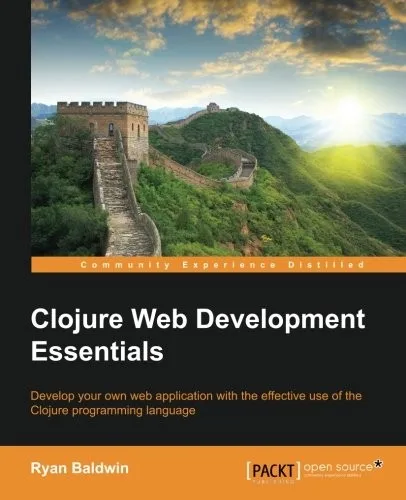 Community Experience Distilled
Clojure Web Development
Essentials
Develop your own web application with the effective use of the
Clojure programming language
Ryan Baldwin
[PACKT] open source*
PUBLISHING